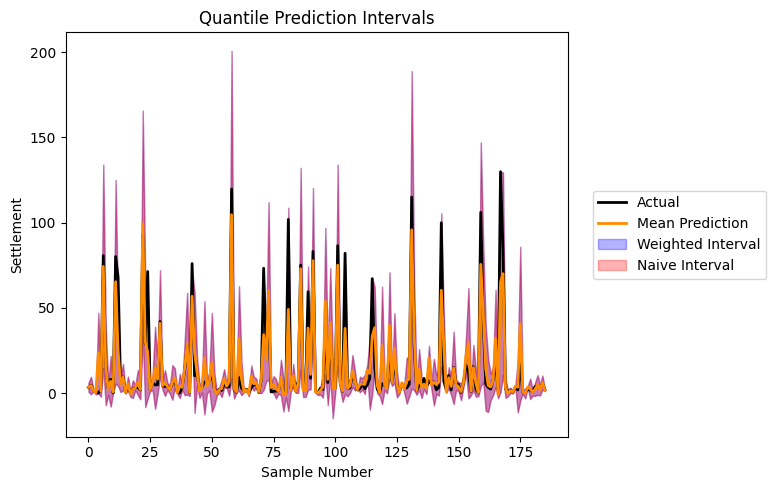 Quantile Prediction Intervals
Settlement
200
150
100
50
0
0 25 50 75 100 125 150 175
Sample Number
Actual
Mean Prediction
Weighted Interval
Naive Interval